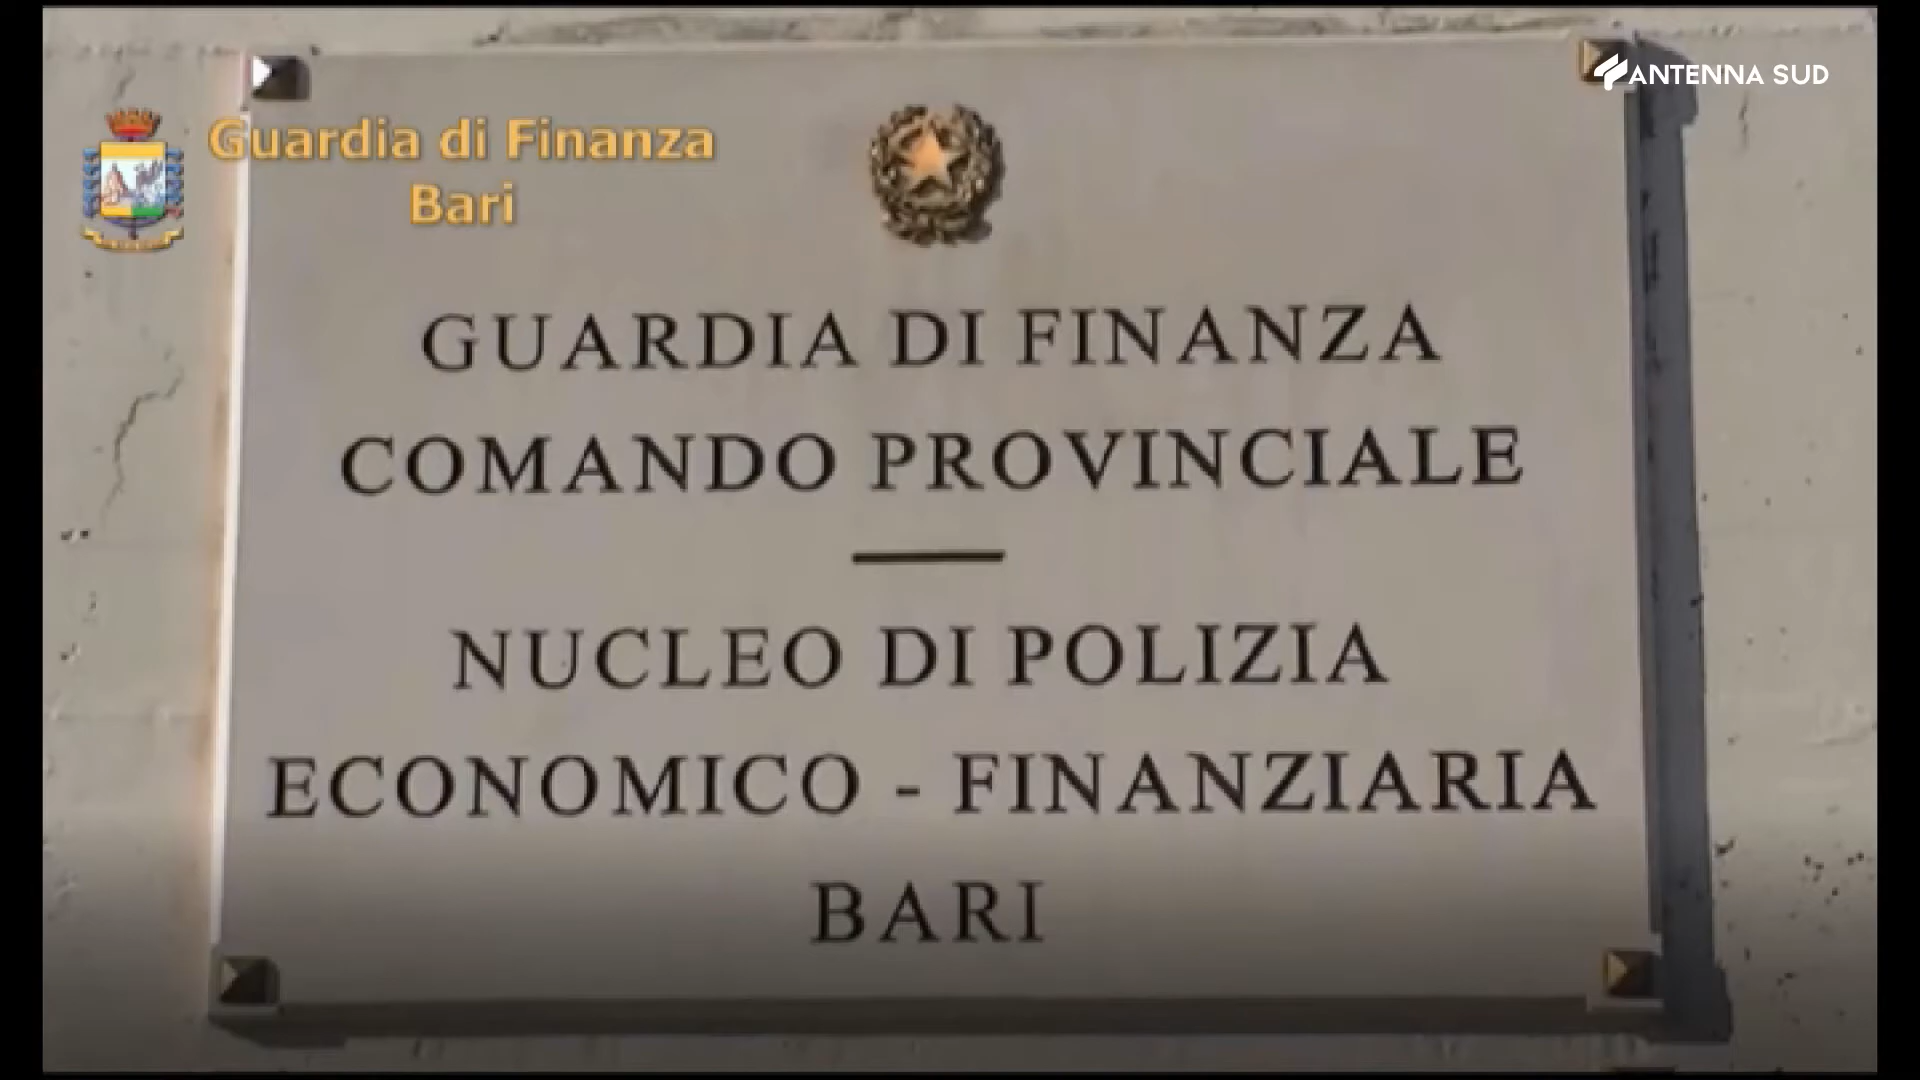 ANTENNA SUD
Guardia di Finanza
Bari
GUARDIA DI FINANZA
COMANDO PROVINCIALE
NUCLEO DI POLIZIA
ECONOMICO - FINANZIARIA
BARI